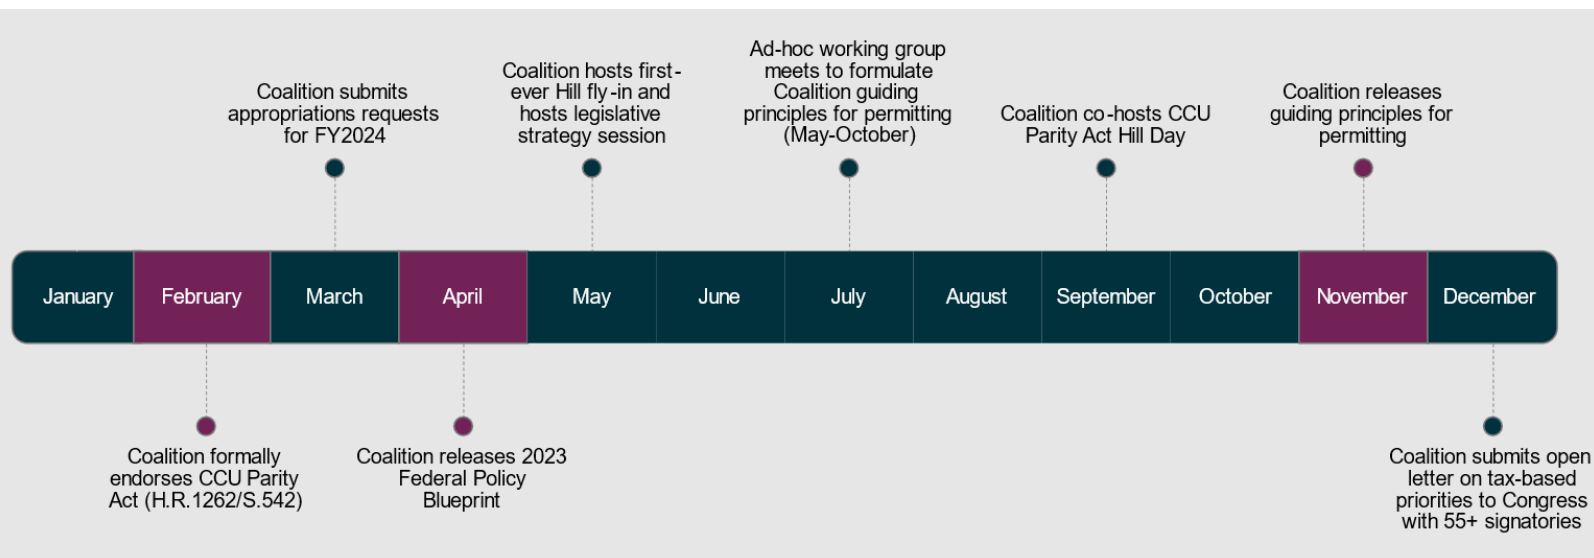 Coalition submits
appropriations requests
for FY2024
Coalition hosts first-
ever Hill fly-in and
hosts legislative
strategy session
Ad-hoc working group
meets to formulate
Coalition guiding
principles for permitting
(May-October)
Coalition co-hosts CCU
Parity Act Hill Day
Coalition releases
guiding principles for
permitting
January
February
March
April
May
June
July
August
September
October
November
December
Coalition formally
endorses CCU Parity
Act (H.R.1262/S.542)
Coalition releases 2023
Federal Policy
Blueprint
Coalition submits open
letter on tax-based
priorities to Congress
with 55+ signatories